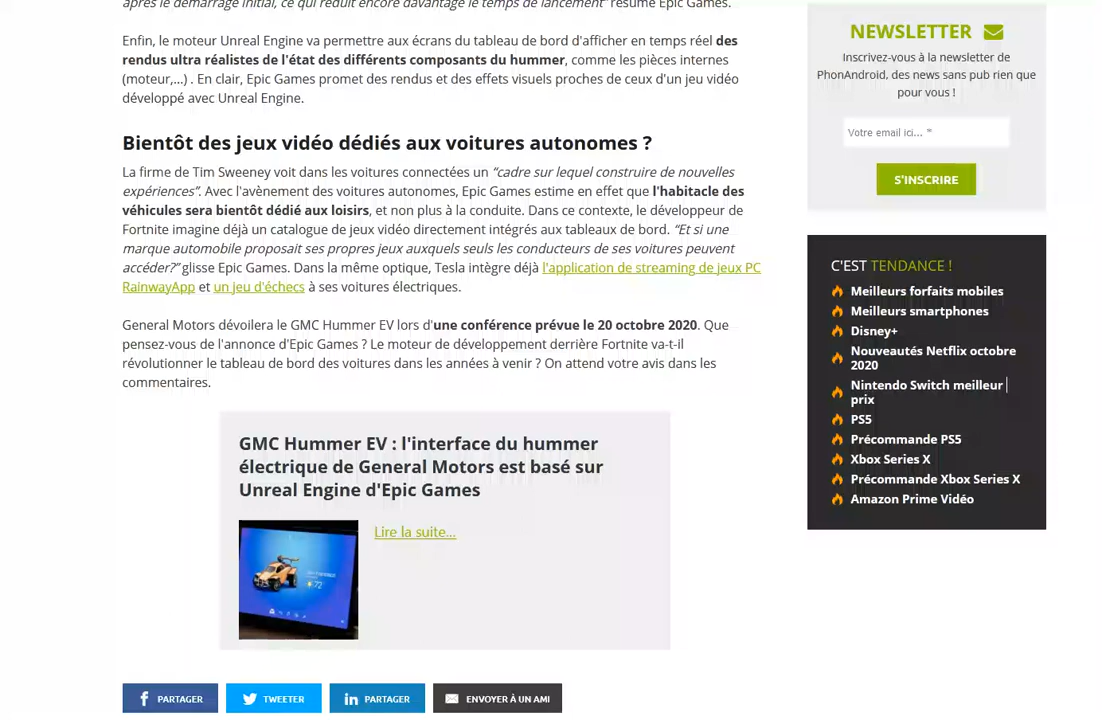 après le démarrage initial, ce qui réduit encore davantage le temps de lancement” résume Epic Games.
Enfin, le moteur Unreal Engine va permettre aux écrans du tableau de bord d'afficher en temps réel des
rendus ultra réalistes de l'état des différents composants du hummer, comme les pièces internes
(moteur,...) . En clair, Epic Games promet des rendus et des effets visuels proches de ceux d'un jeu vidéo
développé avec Unreal Engine.
Bientôt des jeux vidéo dédiés aux voitures autonomes ?
La firme de Tim Sweeney voit dans les voitures connectées un “cadre sur lequel construire de nouvelles
expériences”. Avec l'avènement des voitures autonomes, Epic Games estime en effet que l'habitacle des
véhicules sera bientôt dédié aux loisirs, et non plus à la conduite. Dans ce contexte, le développeur de
Fortnite imagine déjà un catalogue de jeux vidéo directement intégrés aux tableaux de bord. “Et si une
marque automobile proposait ses propres jeux auxquels seuls les conducteurs de ses voitures peuvent
accéder?” glisse Epic Games. Dans la même optique, Tesla intègre déjà l'application de streaming de jeux PC
RainwayApp et un jeu d'échecs à ses voitures électriques.
General Motors dévoilera le GMC Hummer EV lors d'une conférence prévue le 20 octobre 2020. Que
pensez-vous de l'annonce d'Epic Games ? Le moteur de développement derrière Fortnite va-t-il
révolutionner le tableau de bord des voitures dans les années à venir ? On attend votre avis dans les
commentaires.
GMC Hummer EV : l'interface du hummer
électrique de General Motors est basé sur
Unreal Engine d'Epic Games
Lire la suite...
PARTAGER
TWEETER
PARTAGER
ENVOYER À UN AMI
NEWSLETTER
Inscrivez-vous à la newsletter de
PhonAndroid, des news sans pub rien que
pour vous !
Votre email ici... *
S'INSCRIRE
C'EST TENDANCE !
Meilleurs forfaits mobiles
Meilleurs smartphones
Disney+
Nouveautés Netflix octobre
2020
Nintendo Switch meilleur
prix
PS5
Précommande PS5
Xbox Series X
Précommande Xbox Series X
Amazon Prime Vidéo